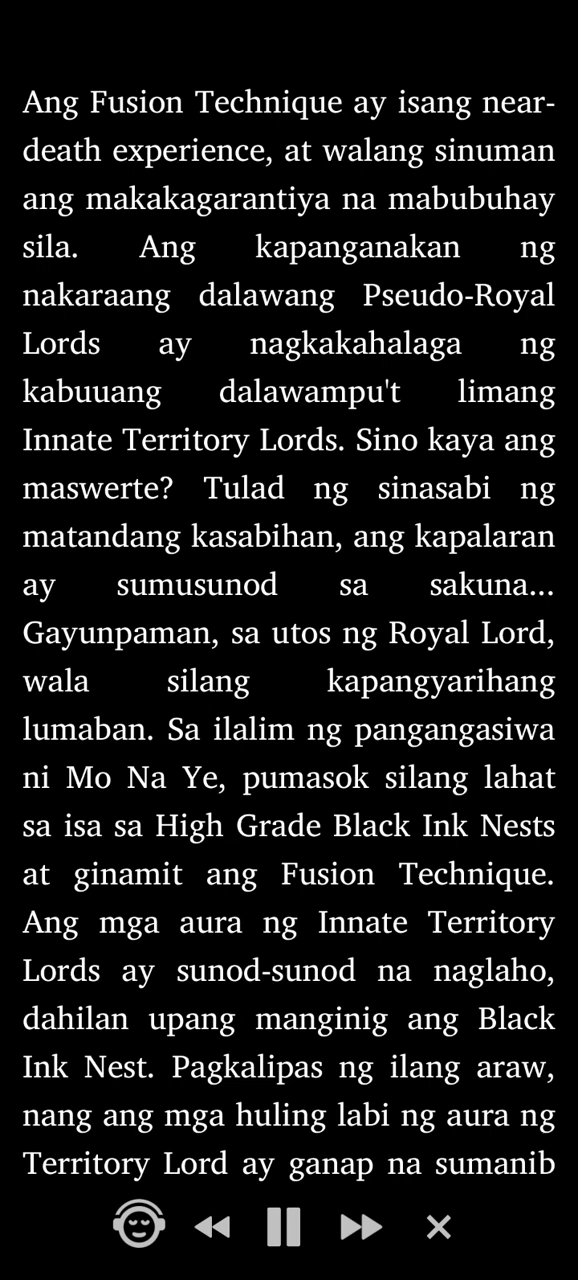 Ang Fusion Technique ay isang near-
death experience, at walang sinuman
ang makakagarantiya na mabubuhay
sila. Ang kapanganakan ng
nakaraang dalawang Pseudo-Royal
Lords ay nagkakahalaga ng
kabuuang dalawampu't limang
Innate Territory Lords. Sino kaya ang
maswerte? Tulad ng sinasabi ng
matandang kasabihan, ang kapalaran
ay sumusunod sa sakuna...
Gayunpaman, sa utos ng Royal Lord,
wala silang kapangyarihang
lumaban. Sa ilalim ng pangangasiwa
ni Mo Na Ye, pumasok silang lahat
sa isa sa High Grade Black Ink Nests
at ginamit ang Fusion Technique.
Ang mga aura ng Innate Territory
Lords ay sunod-sunod na naglaho,
dahilan upang manginig ang Black
Ink Nest. Pagkalipas ng ilang araw,
nang ang mga huling labi ng aura ng
Territory Lord ay ganap na sumanib